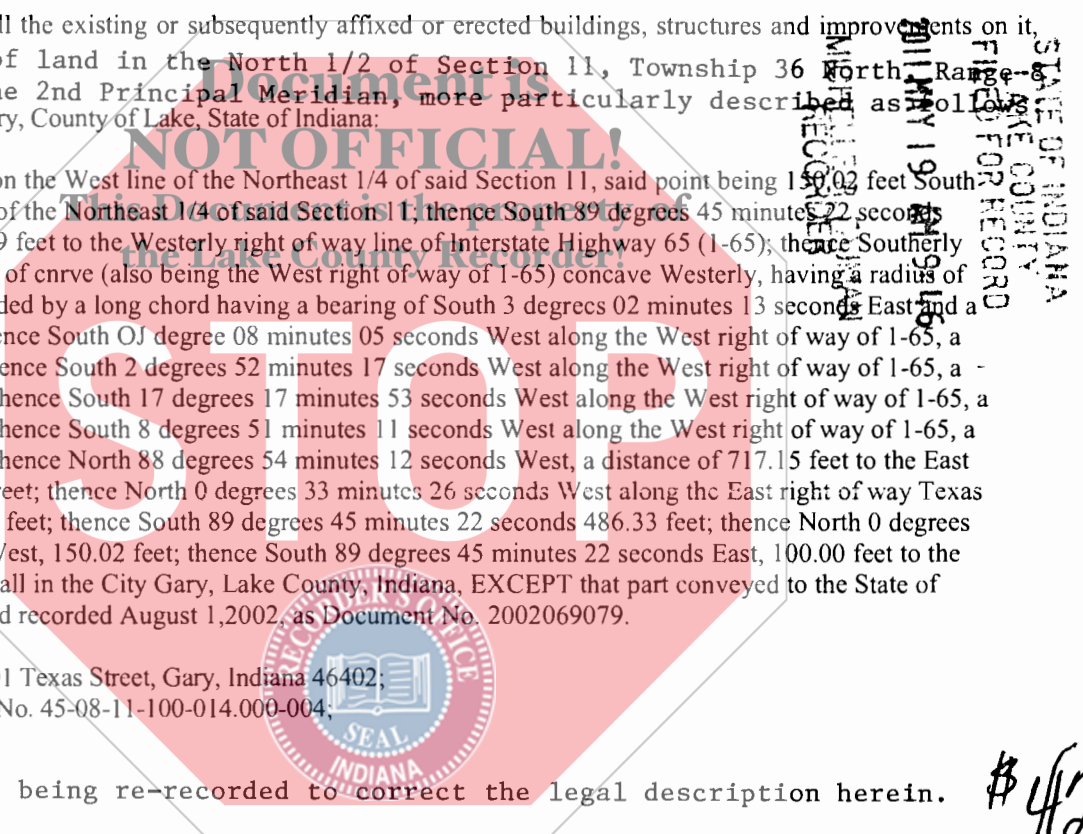 ll the existing or subsequently affixed or erected buildings, structures and improvements on it,
of land in the North 1/2 of Section 11, Township 36 North, Range 8
e 2nd Principal Meridian, more particularly described as follows:
ry, County of Lake, State of Indiana:
on the West line of the Northeast 1/4 of said Section 11, said point being 150.02 feet South
of the Northeast 1/4 of said Section 11; thence South 89 degrees 45 minutes 22 seconds
9 feet to the Westerly right of way line of Interstate Highway 65 (1-65); thence Southerly
of cnrve (also being the West right of way of 1-65) concave Westerly, having a radius of
ded by a long chord having a bearing of South 3 degrecs 02 minutes 13 seconds East and a
ence South OJ degree 08 minutes 05 seconds West along the West right of way of 1-65, a
ence South 2 degrees 52 minutes 17 seconds West along the West right of way of 1-65, a -
hence South 17 degrees 17 minutes 53 seconds West along the West right of way of 1-65, a
hence South 8 degrees 51 minutes 11 seconds West along the West right of way of 1-65, a
hence North 88 degrees 54 minutes 12 seconds West, a distance of 717.15 feet to the East
reet; thence North 0 degrees 33 minutes 26 seconds West along the East right of way Texas
feet; thence South 89 degrees 45 minutes 22 seconds 486.33 feet; thence North 0 degrees
Vest, 150.02 feet; thence South 89 degrees 45 minutes 22 seconds East, 100.00 feet to the
all in the City Gary, Lake County, Indiana, EXCEPT that part conveyed to the State of
d recorded August 1,2002, as Document No. 2002069079.
1 Texas Street, Gary, Indiana 46402;
No. 45-08-11-100-014.000-004;
being re-recorded to correct the legal description herein.
Document is
NOT OFFICIAL!
This Document is the property of
the Lake County Recorder!
STOP
RECORDER'S OFFICE
SEAL
INDIANA
STATE OF INDIANA
LAKE COUNTY
FILED FOR RECORD
2011 MAY 19 AM 9:46
RECORDER
$